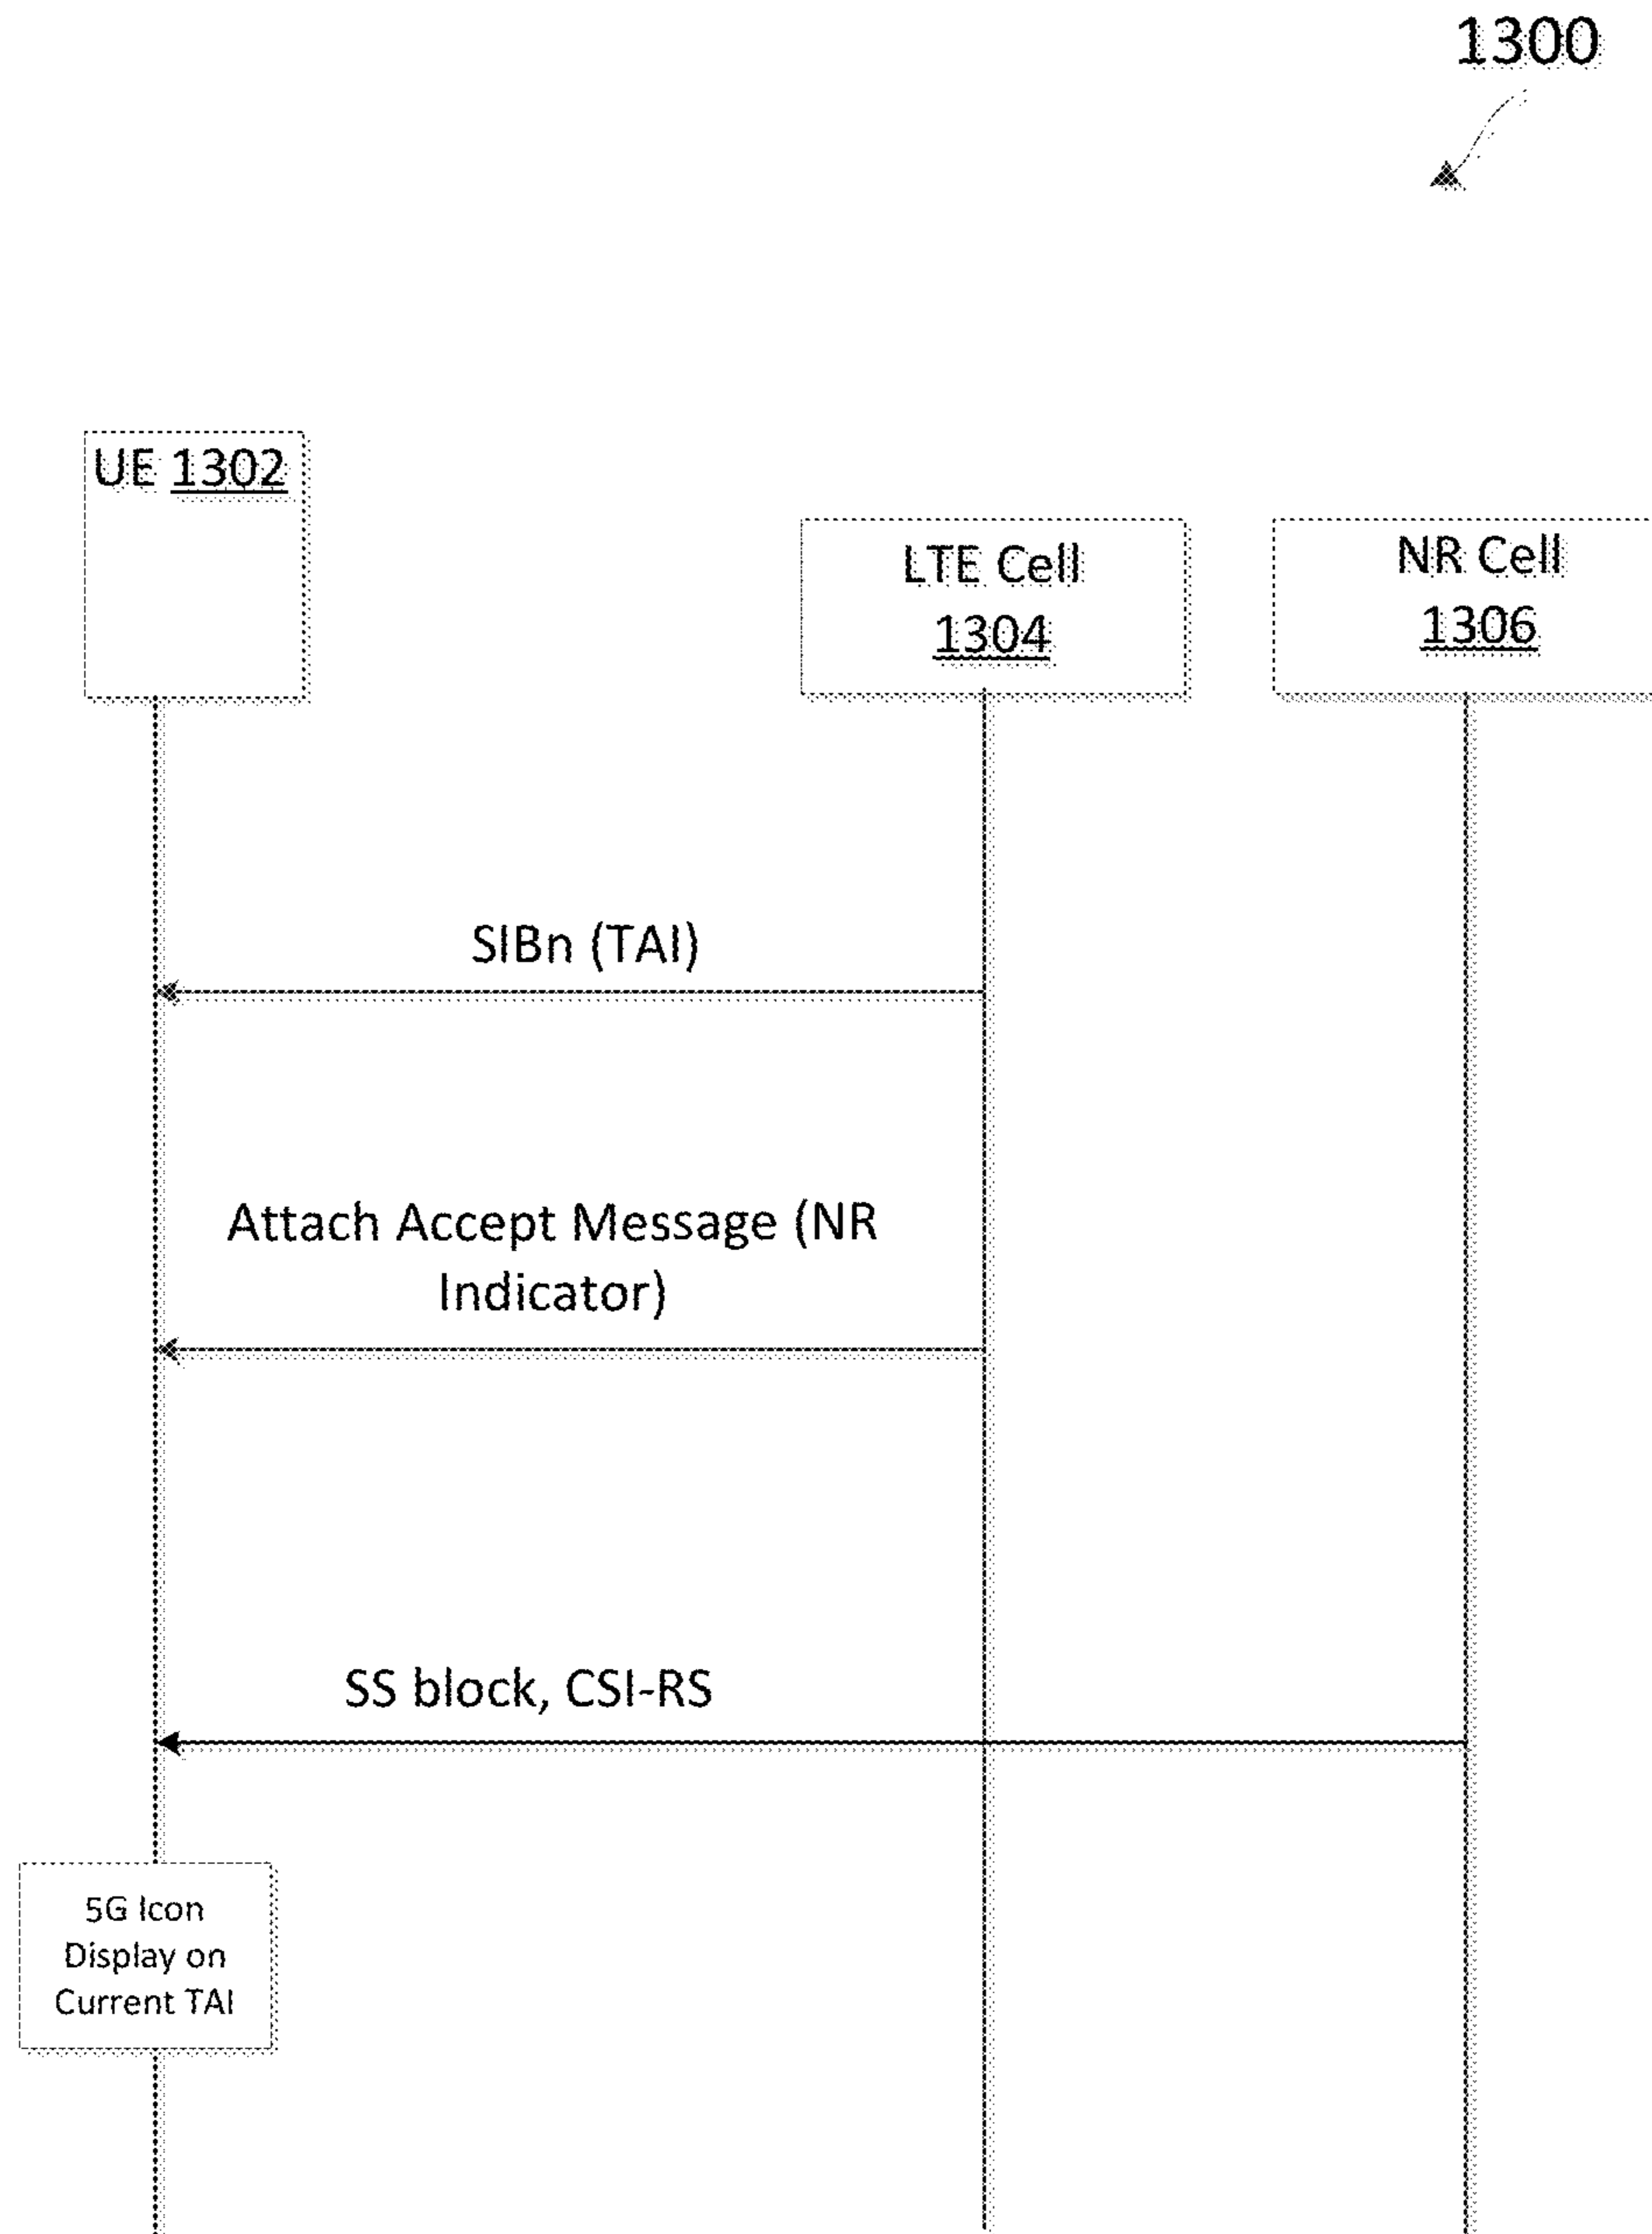 1300
UE 1302
LTE Cell
1304
NR Cell
1306
SIBn (TAI)
Attach Accept Message (NR
Indicator)
SS block, CSI-RS
5G Icon
Display on
Current TAI